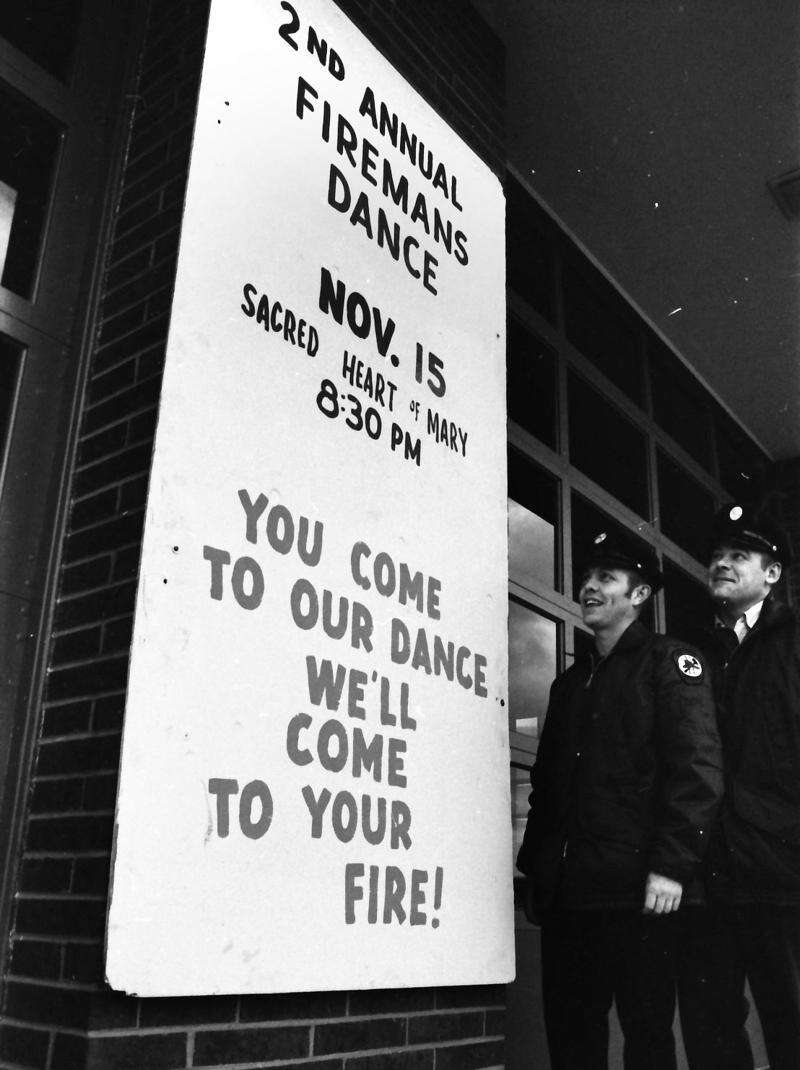 2ND ANNUAL
FIREMANS
DANCE
NOV. 15
SACRED HEART OF MARY
8:30 PM
YOU COME
TO OUR DANCE
WE'LL
COME
TO YOUR
FIRE!